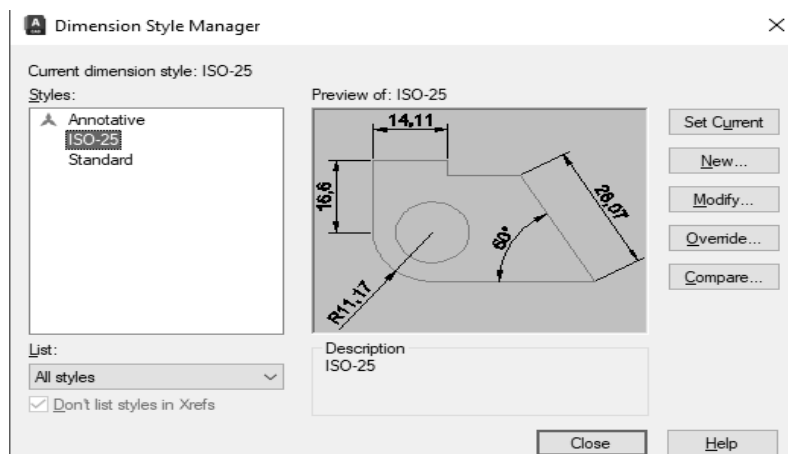 A
CAD
Dimension Style Manager
Current dimension style: ISO-25
Styles:
Annotative
ISO-25
Standard
List:
All styles
Don't list styles in Xrefs
Preview of: ISO-25
14,11
16,6
28,07
60°
R11,17
Description
ISO-25
Set Current
New...
Modify...
Override...
Compare...
Close
Help